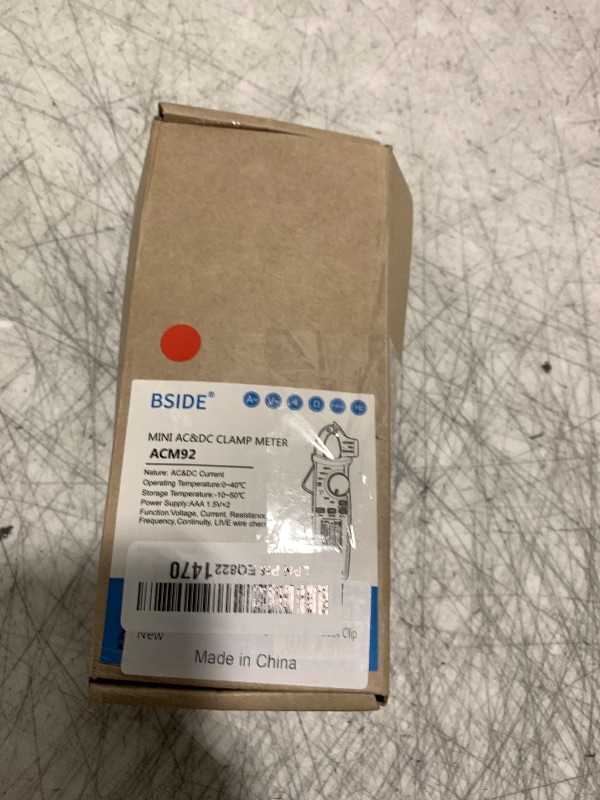 BSIDE®
MINI AC&DC CLAMP METER
ACM92
Nature: AC&DC Current
Operating Temperature:0~40℃
Storage Temperature:-10~50℃
Power Supply:AAA 1.5V×2
Function:Voltage, Current, Resistance
Frequency,Continuity, LIVE wire
EQ8221470
New
Clip
Made in China